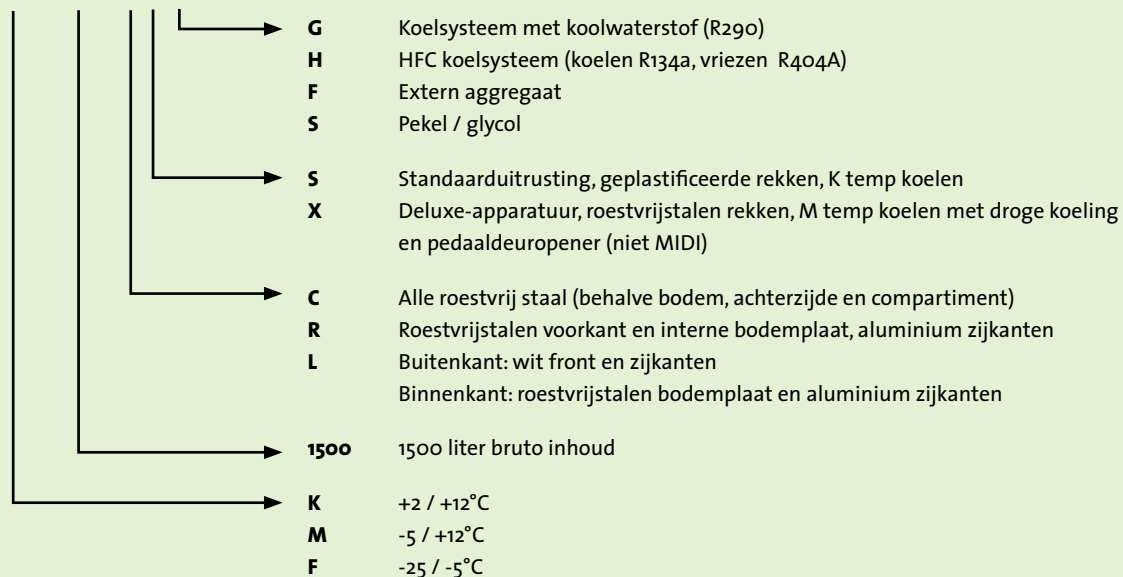 G Koelsysteem met koolwaterstof (R290)
H HFC koelsysteem (koelen R134a, vriezen R404A)
F Extern aggregaat
S Pekel / glycol
S Standaarduitrusting, geplastificeerde rekken, K temp koelen
X Deluxe-apparatuur, roestvrijstalen rekken, M temp koelen met droge koeling
en pedaaldeuropener (niet MIDI)
C Alle roestvrij staal (behalve bodem, achterzijde en compartiment)
R Roestvrijstalen voorkant en interne bodemplaat, aluminium zijkanten
L Buitenkant: wit front en zijkanten
Binnenkant: roestvrijstalen bodemplaat en aluminium zijkanten
1500 1500 liter bruto inhoud
K +2 / +12°C
M -5 / +12°C
F -25 / -5°C